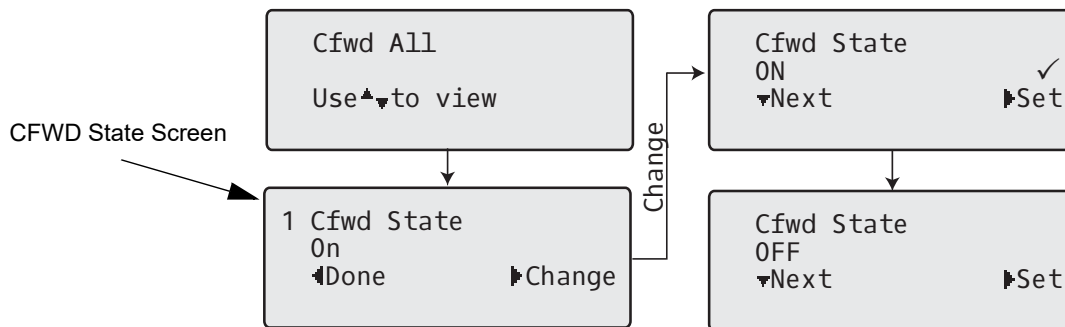 Cfwd All
Use▲▼to view
CFWD State Screen
1 Cfwd State
On
◀Done ▶Change
Change
Cfwd State
ON ✓
▼Next ▶Set
Cfwd State
OFF
▼Next ▶Set